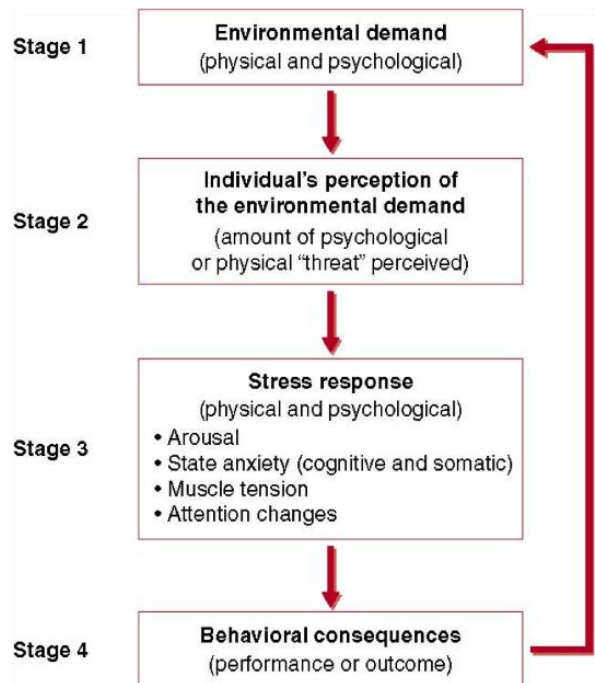 Stage 1
Environmental demand
(physical and psychological)
Stage 2
Individual's perception of
the environmental demand
(amount of psychological
or physical "threat" perceived)
Stage 3
Stress response
(physical and psychological)
• Arousal
• State anxiety (cognitive and somatic)
• Muscle tension
• Attention changes
Stage 4
Behavioral consequences
(performance or outcome)